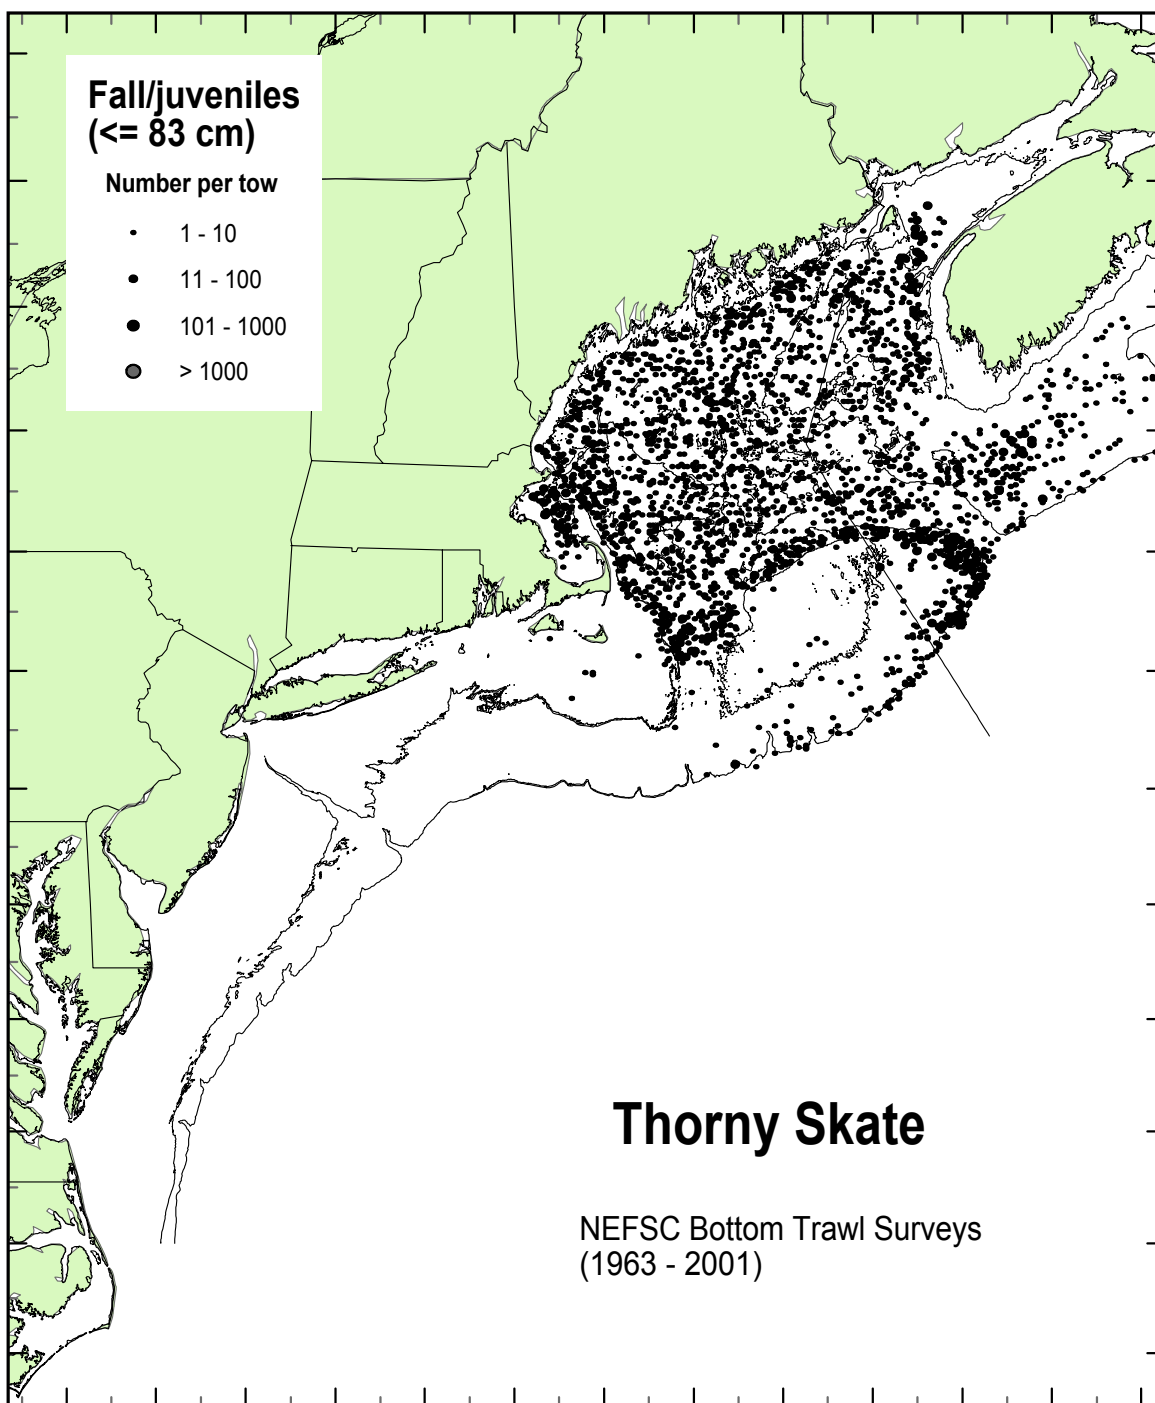 Fall/juveniles
(<= 83 cm)
Number per tow
1 - 10
11 - 100
101 - 1000
> 1000
Thorny Skate
NEFSC Bottom Trawl Surveys
(1963 - 2001)